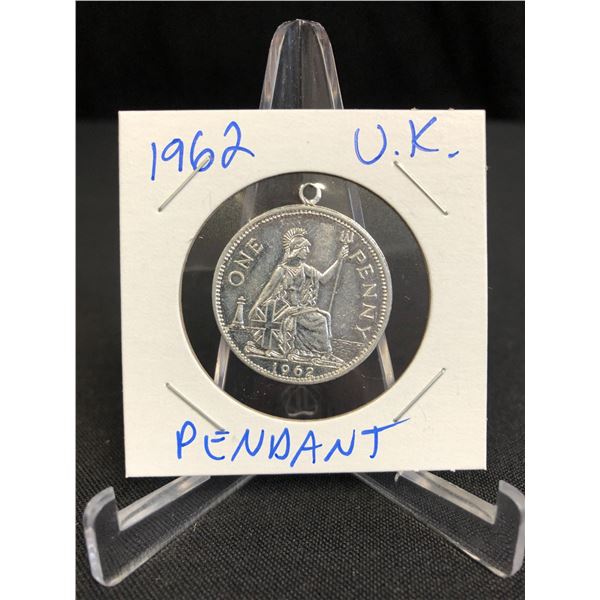 1962 U.K.
ONE PENNY
1962
PENDANT